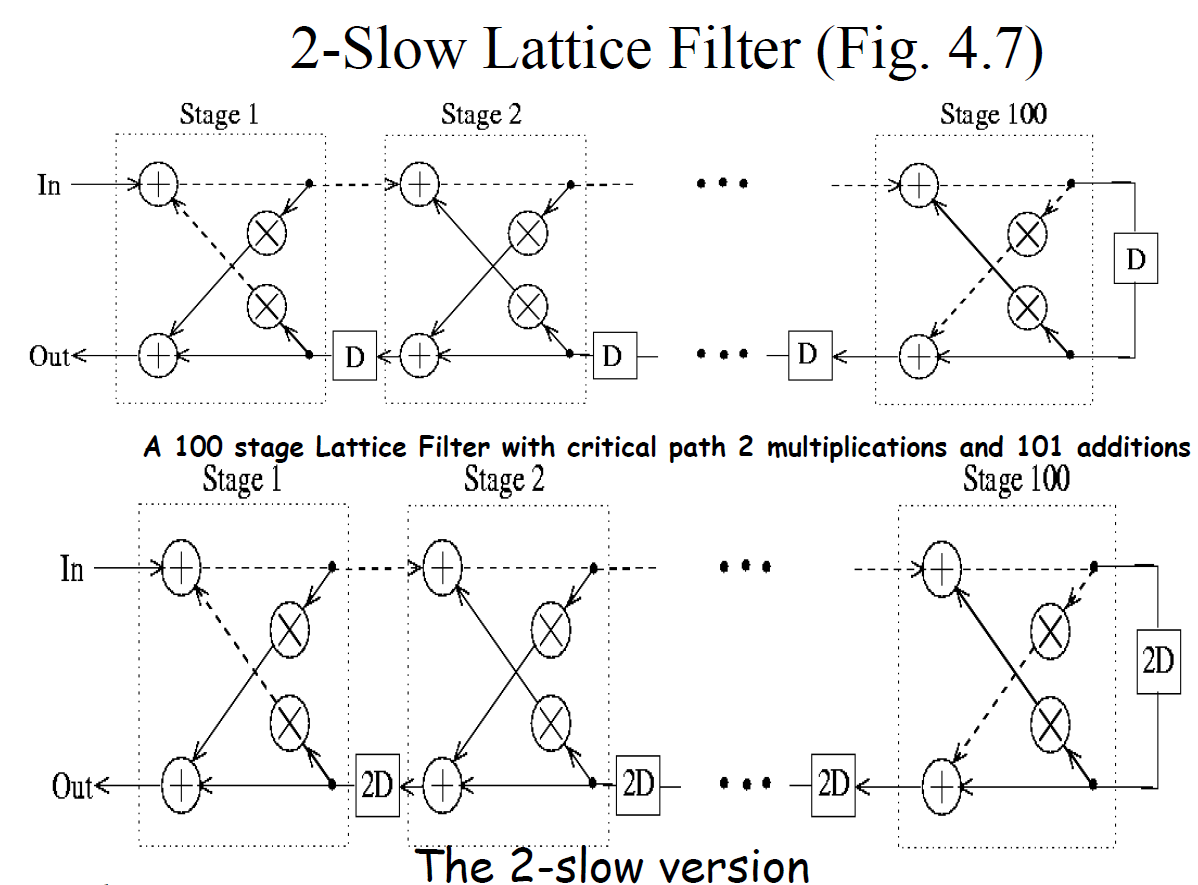 2-Slow Lattice Filter (Fig. 4.7)
Stage 1 Stage 2 Stage 100
In + + ••• +
× × ×
D
× × ×
Out + D + D ••• D +
A 100 stage Lattice Filter with critical path 2 multiplications and 101 additions
Stage 1 Stage 2 Stage 100
In + + ••• +
× × ×
2D
× × ×
Out + 2D + 2D ••• 2D +
The 2-slow version